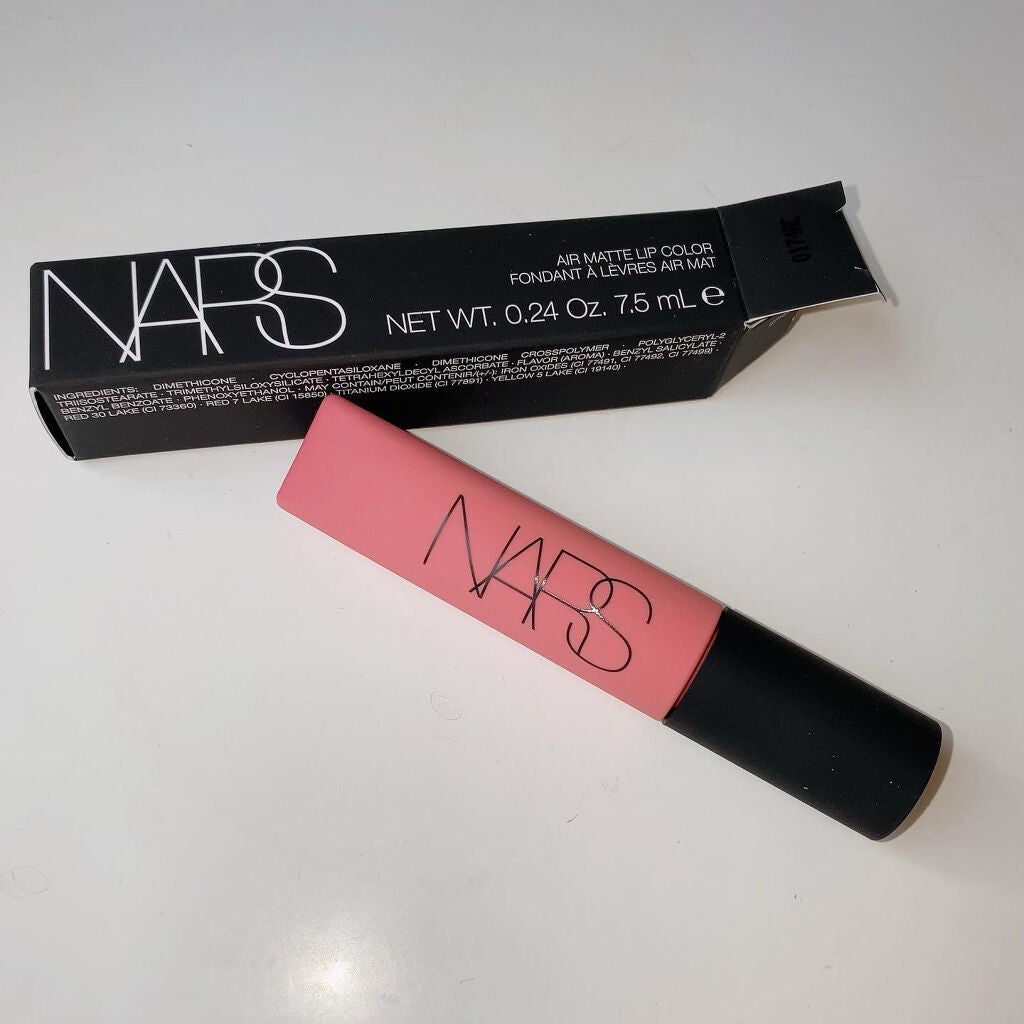 NARS
AIR MATTE LIP COLOR
FONDANT À LÈVRES AIR MAT
NET WT. 0.24 Oz. 7.5 mL ℮
INGREDIENTS: DIMETHICONE · CYCLOPENTASILOXANE · DIMETHICONE CROSSPOLYMER · POLYGLYCERYL-2
TRIISOSTEARATE · TRIMETHYLSILOXYSILICATE · TETRAHEXYLDECYL ASCORBATE · FLAVOR (AROMA) · BENZYL SALICYLATE ·
BENZYL BENZOATE · PHENOXYETHANOL · MAY CONTAIN/PEUT CONTENIR/(+/-): IRON OXIDES (CI 77491, CI 77492, CI 77499) ·
RED 30 LAKE (CI 73360) · RED 7 LAKE (CI 15850) · TITANIUM DIOXIDE (CI 77891) · YELLOW 5 LAKE (CI 19140) ·
NARS